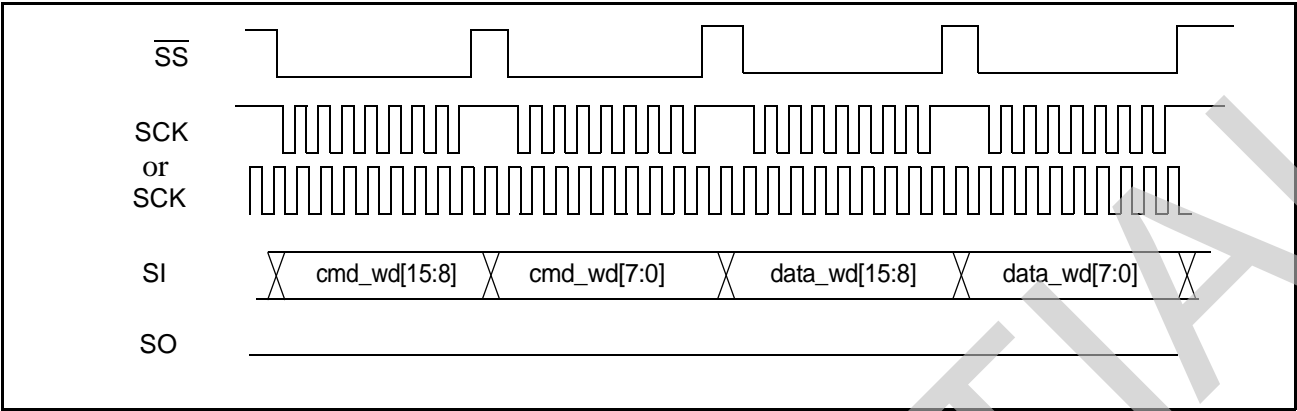 SS
SCK
or
SCK
SI cmd_wd[15:8] cmd_wd[7:0] data_wd[15:8] data_wd[7:0]
SO